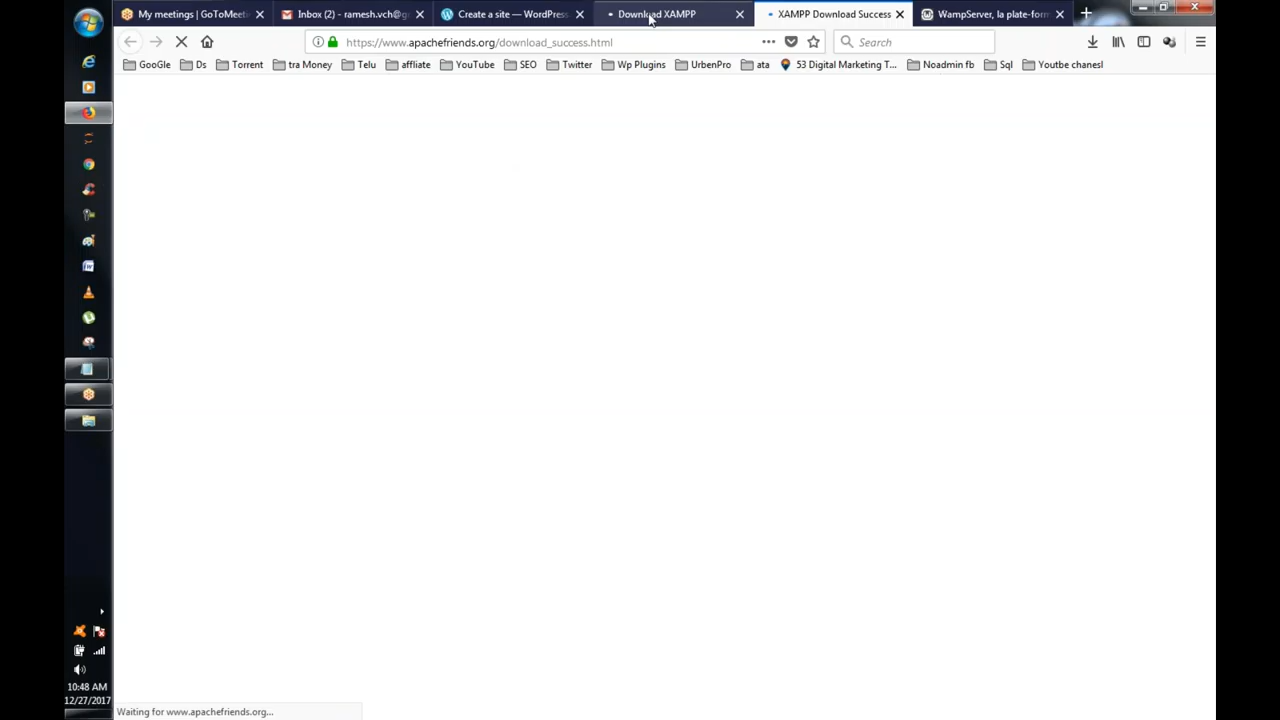 My meetings | GoToMeeti
Inbox (2) - ramesh.vch@g
Create a site — WordPress
Download XAMPP
XAMPP Download Success
WampServer, la plate-form
https://www.apachefriends.org/download_success.html
Search
GooGle
Ds
Torrent
tra Money
Telu
affliate
YouTube
SEO
Twitter
Wp Plugins
UrbenPro
ata
53 Digital Marketing T...
Noadmin fb
Sql
Youtbe chanesl
10:48 AM
12/27/2017
Waiting for www.apachefriends.org...